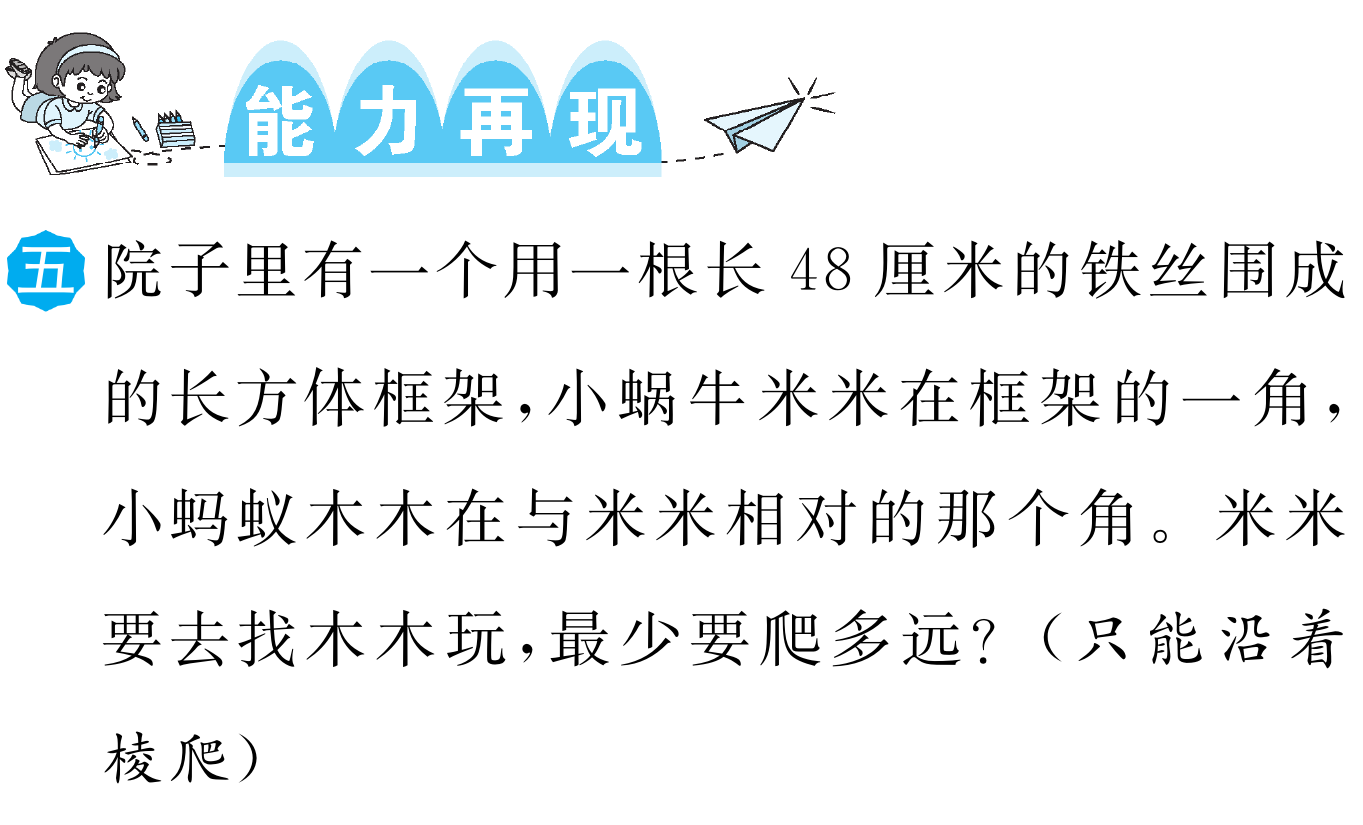 能力再现
五 院子里有一个用一根长 48 厘米的铁丝围成
的长方体框架,小蜗牛米米在框架的一角,
小蚂蚁木木在与米米相对的那个角。米米
要去找木木玩,最少要爬多远?(只能沿着
棱爬)